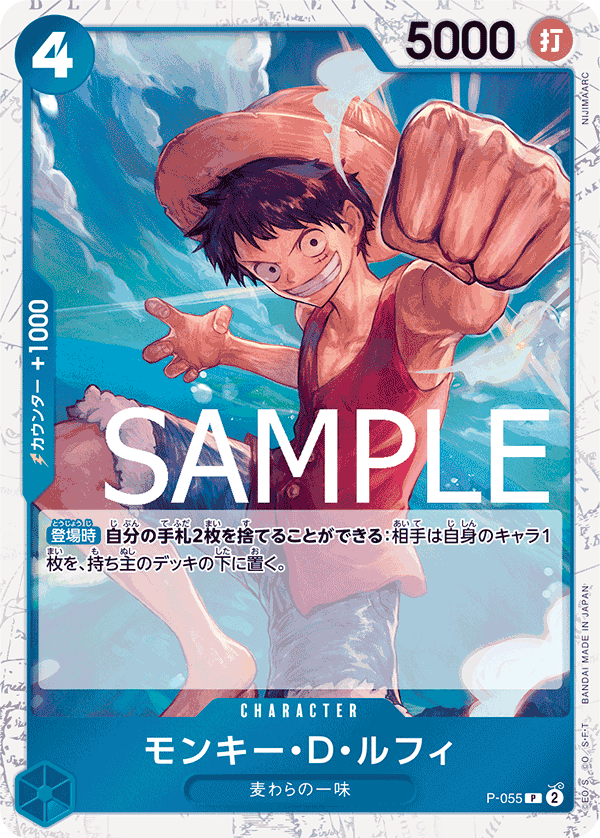 4
5000 打
NIJIMAARC
カウンター +1000
SAMPLE
登場時 自分の手札2枚を捨てることができる:相手は自身のキャラ1
枚を、持ち主のデッキの下に置く。
CHARACTER
モンキー・D・ルフィ
麦わらの一味
P-055 P 2
BANDAI MADE IN JAPAN